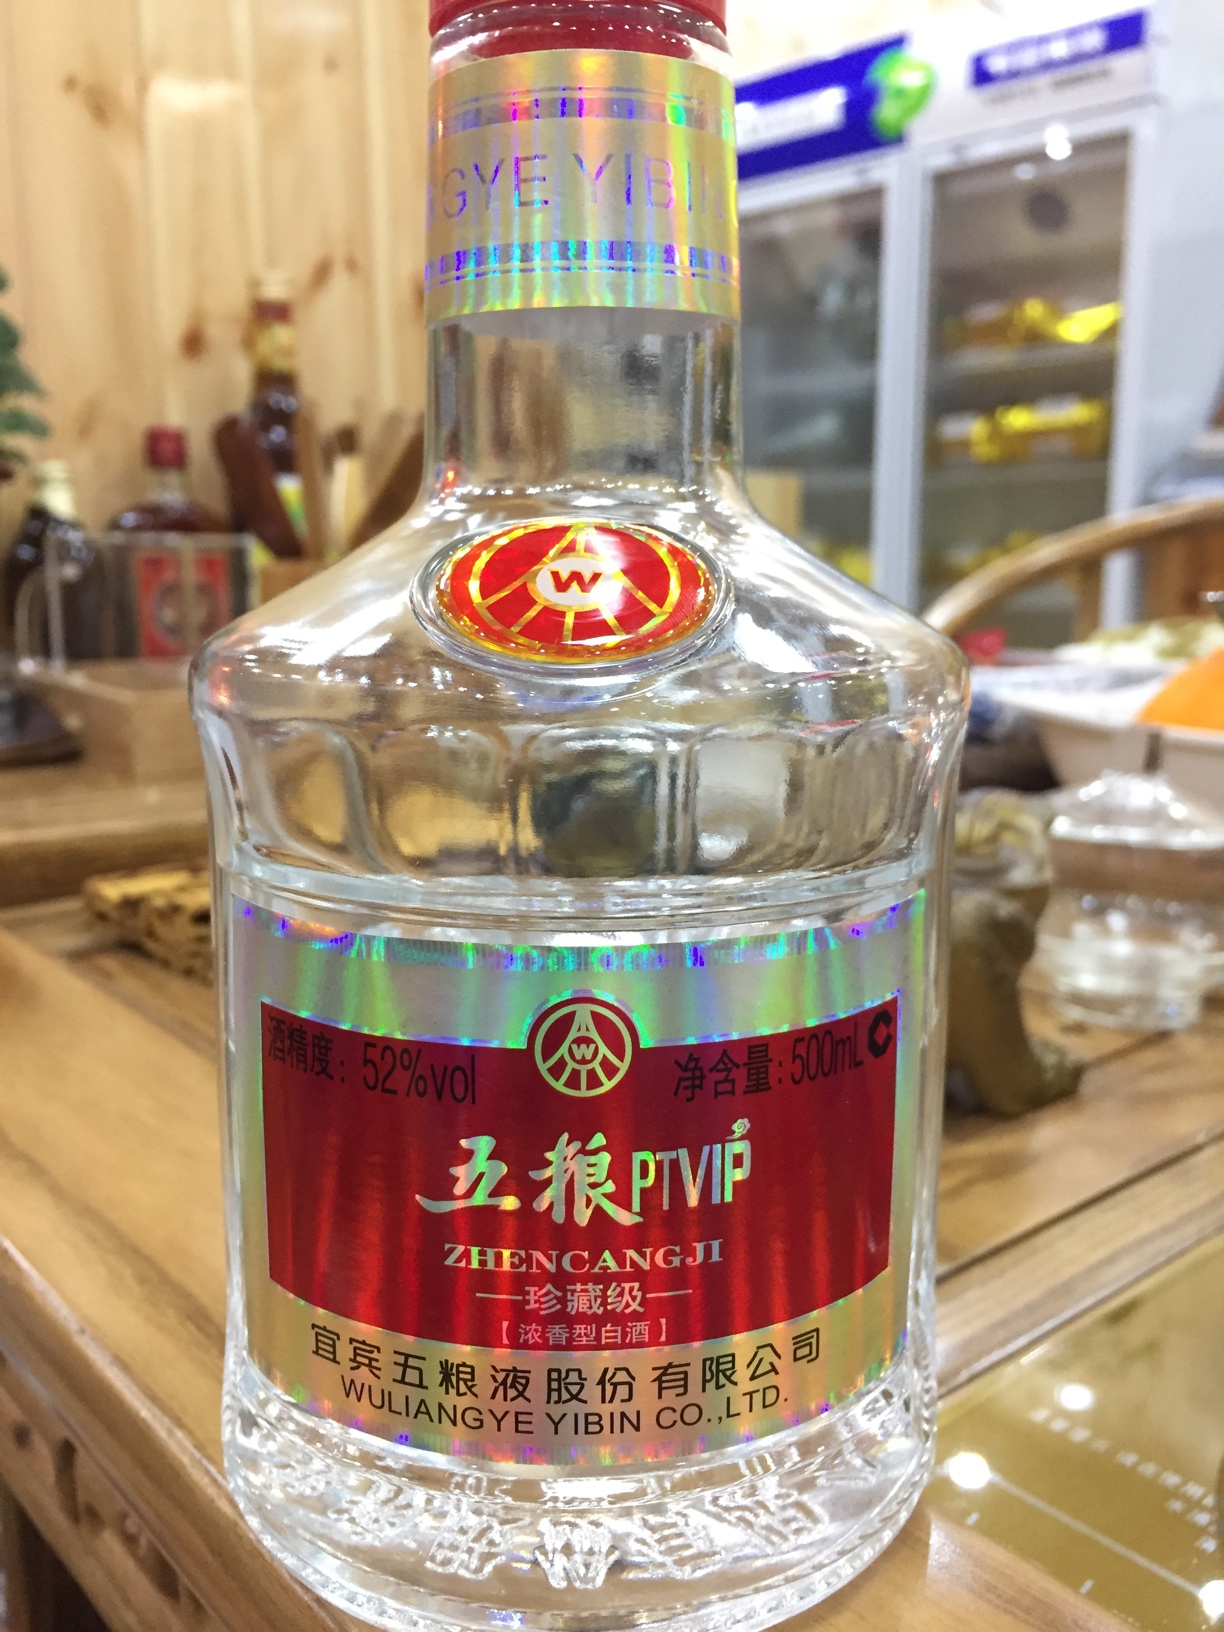 GYE YIBIN
W
W
酒精度: 52%vol
净含量: 500mL C
五粮PTVIP
ZHENCANGJI
珍藏级
【浓香型白酒】
宜宾五粮液股份有限公司
WULIANGYE YIBIN CO.,LTD.